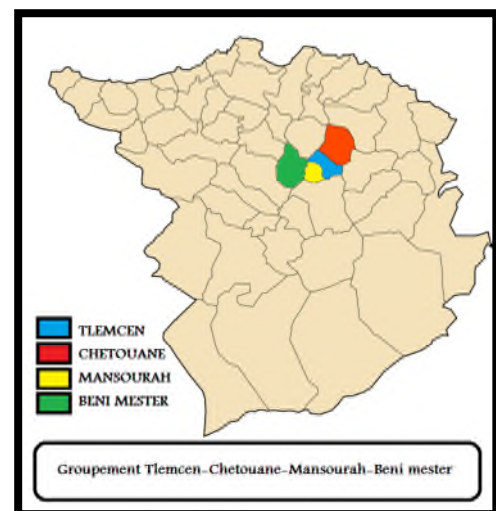 TLEMCEN
CHETOUANE
MANSOURAH
BENI MESTER
Groupement Tlemcen-Chetouane-Mansourah-Beni mester